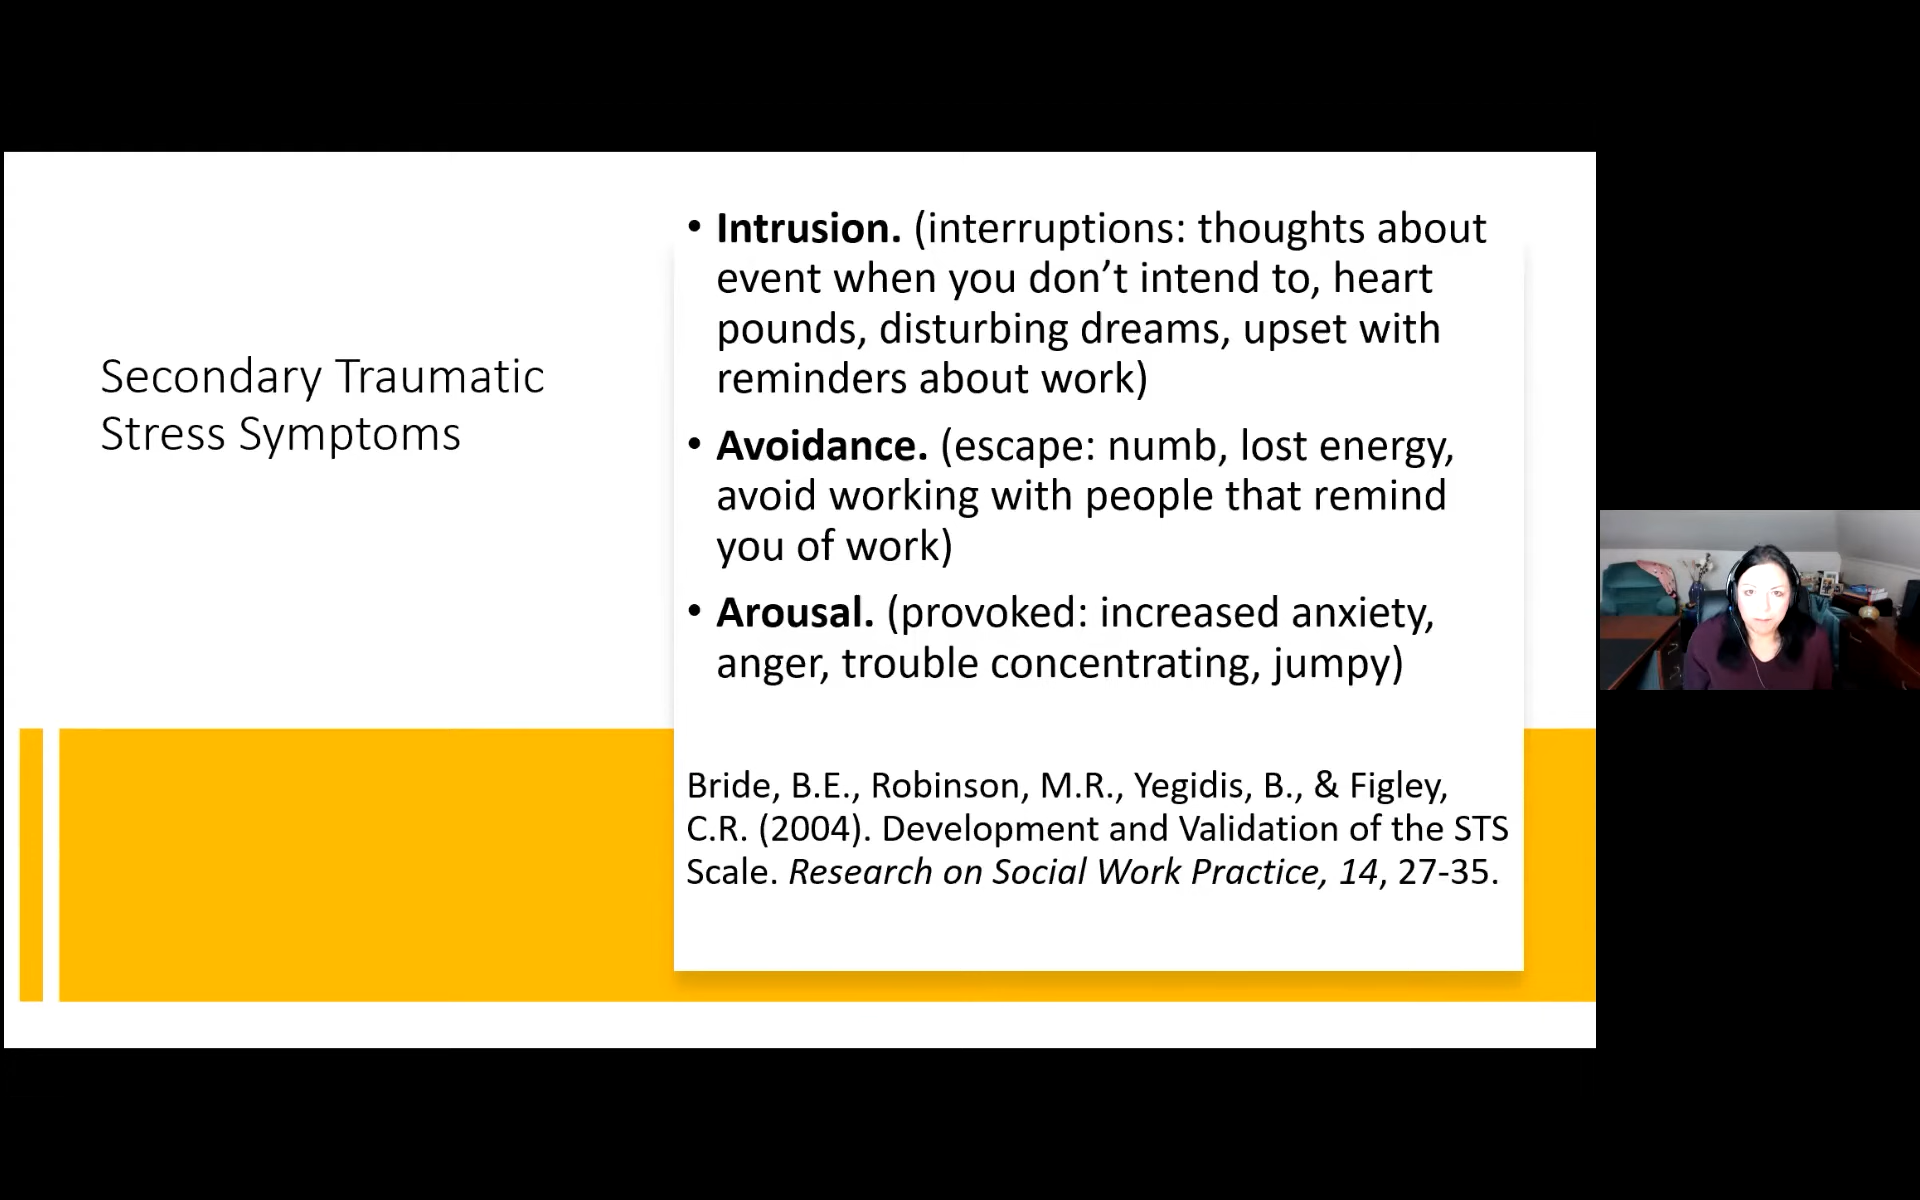 Secondary Traumatic
Stress Symptoms
• Intrusion. (interruptions: thoughts about
event when you don’t intend to, heart
pounds, disturbing dreams, upset with
reminders about work)
• Avoidance. (escape: numb, lost energy,
avoid working with people that remind
you of work)
• Arousal. (provoked: increased anxiety,
anger, trouble concentrating, jumpy)
Bride, B.E., Robinson, M.R., Yegidis, B., & Figley,
C.R. (2004). Development and Validation of the STS
Scale. Research on Social Work Practice, 14, 27-35.